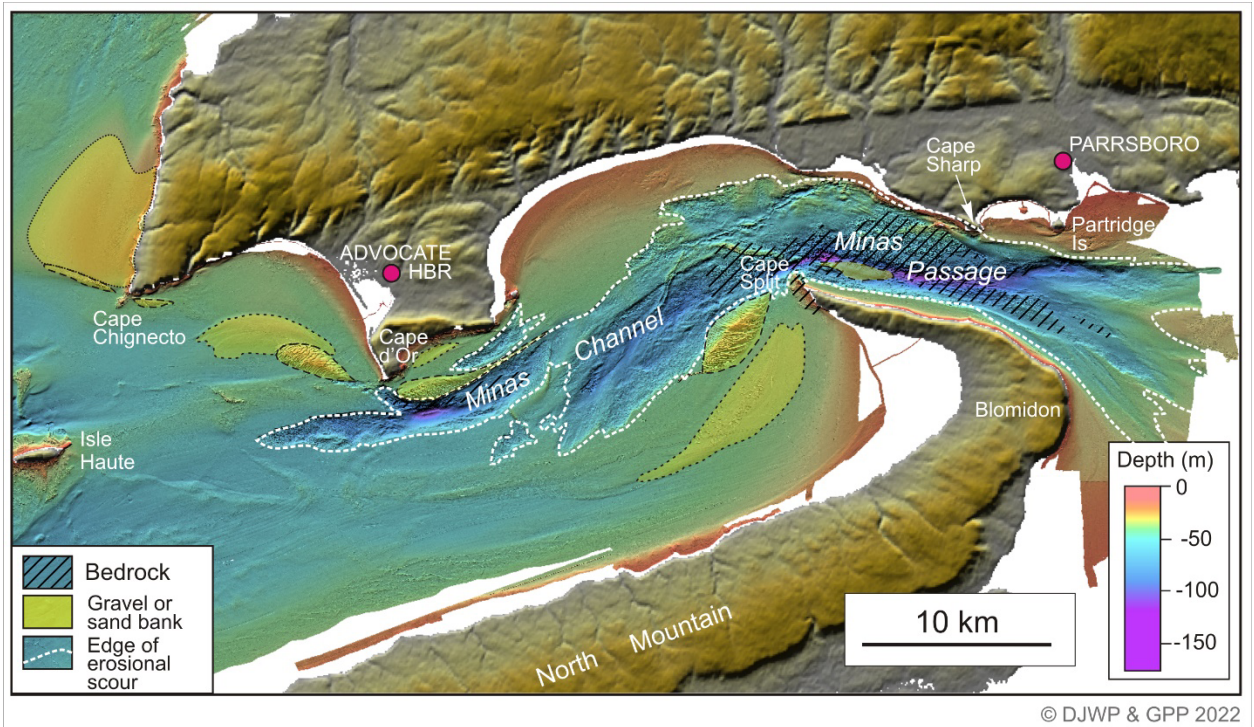 Cape
Sharp
PARRSBORO
Partridge
Is
ADVOCATE
HBR
Minas
Passage
Cape
Split
Cape
Chignecto
Cape
d'Or
Channel
Minas
Blomidon
Isle
Haute
North Mountain
Bedrock
Gravel or
sand bank
Edge of
erosional
scour
10 km
Depth (m)
0
-50
-100
-150
© DJWP & GPP 2022